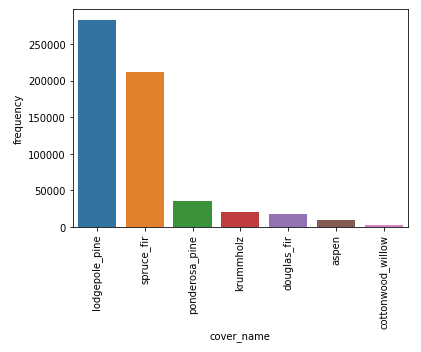 250000
200000
150000
100000
50000
0
frequency
lodgepole_pine
spruce_fir
ponderosa_pine
krummholz
douglas_fir
aspen
cottonwood_willow
cover_name